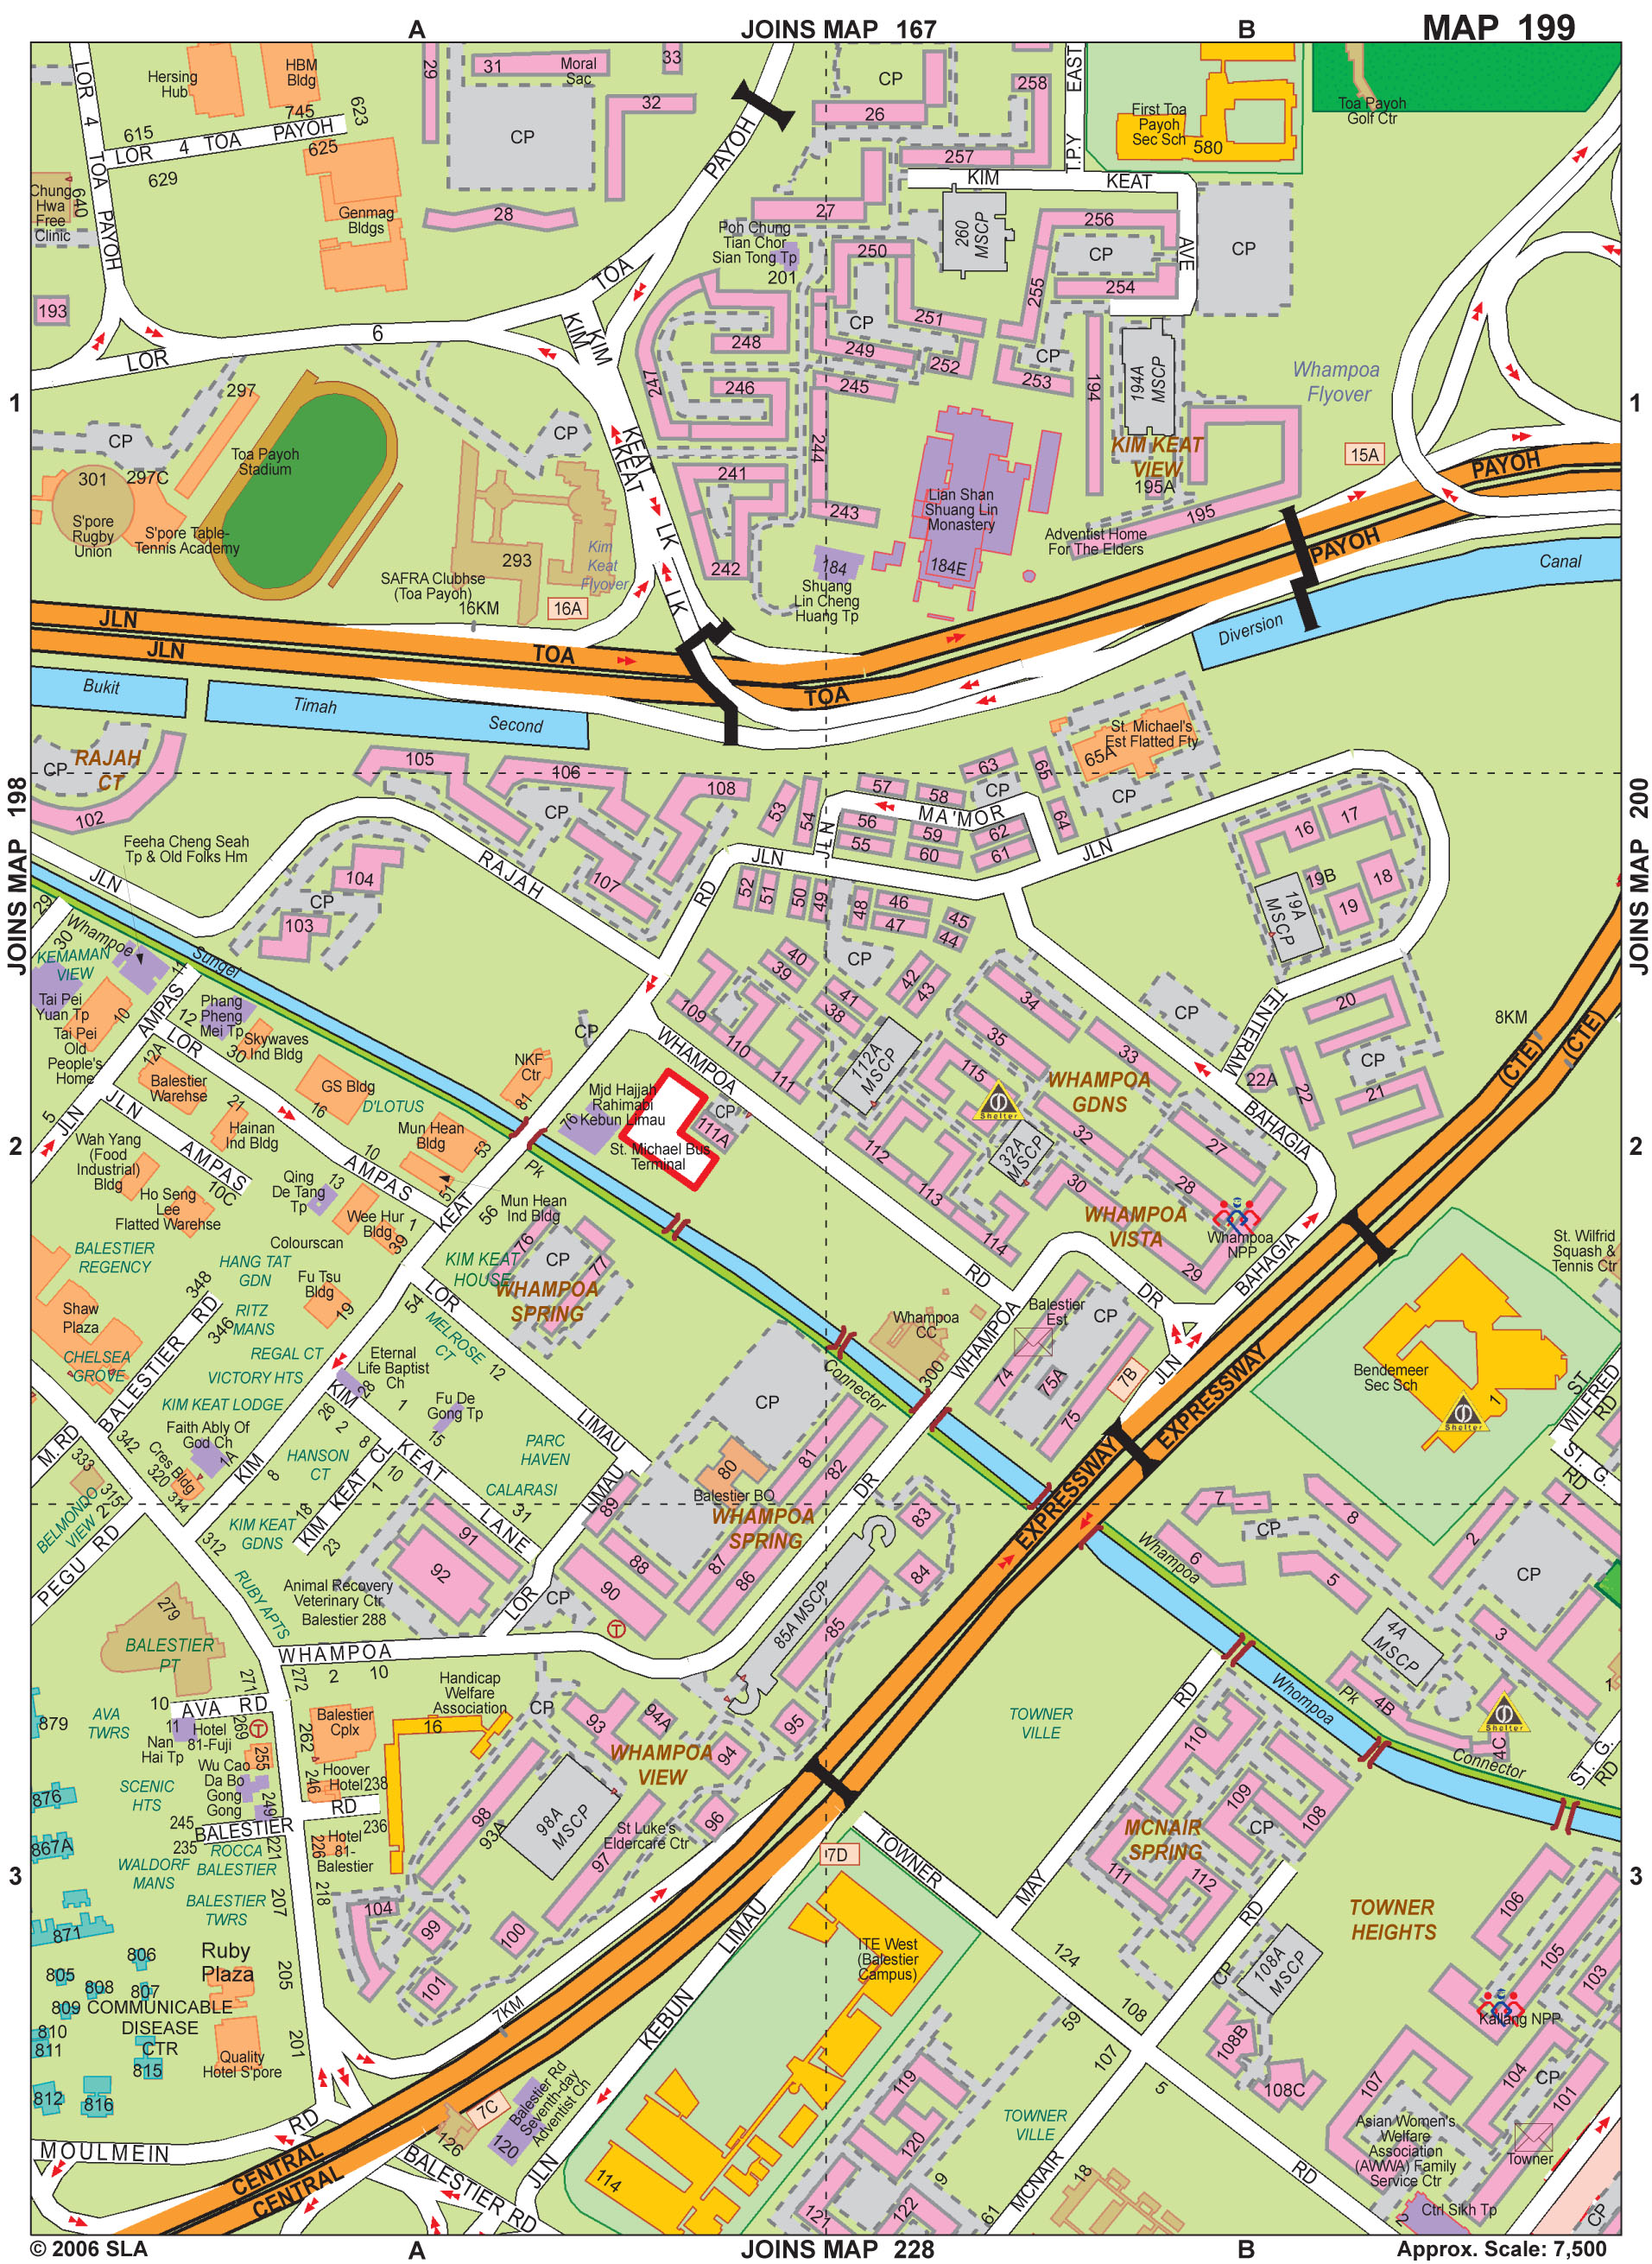 A
JOINS MAP 167
B
MAP 199
LOR 4 TOA PAYOH
Hersing
Hub
HBM
Bldg
745
623
615
LOR 4 TOA PAYOH
625
629
640
Chung
Hwa
Free
Clinic
Genmag
Bldgs
193
29
31
Moral
Sac
33
32
CP
28
PAYOH
TOA
CP
26
258
257
T.P.Y EAST
First Toa
Payoh
Sec Sch
580
Toa Payoh
Golf Ctr
KIM KEAT
AVE
27
Poh Chung
Tian Chor
Sian Tong Tp
201
260
MSCP
256
CP
254
255
CP
250
251
CP
249
252
253
CP
248
247
246
245
244
194
194A
MSCP
Whampoa
Flyover
LOR
6
KIM
KIM
KEAT
KEAT
LK
LK
1
1
297
CP
301
297C
Toa Payoh
Stadium
S'pore
Rugby
Union
S'pore Table-
Tennis Academy
CP
293
SAFRA Clubhse
(Toa Payoh)
16KM
16A
Kim
Keat
Flyover
241
242
243
184
Shuang
Lin Cheng
Huang Tp
Lian Shan
Shuang Lin
Monastery
184E
KIM KEAT
VIEW
195A
195
Adventist Home
For The Elders
15A
PAYOH
PAYOH
JLN
JLN
TOA
TOA
Bukit
Timah
Second
Diversion
Canal
RAJAH
CT
CP
102
105
106
CP
108
107
53
54
57
58
63
CP
65
65A
St. Michael's
Est Flatted Fty
CP
56
MA'MOR
59
62
64
55
60
61
JLN
JLN
JLN
17
16
18
19B
19
19A
MSCP
JOINS MAP 198
JOINS MAP 200
Feeha Cheng Seah
Tp & Old Folks Hm
JLN
RAJAH
RD
104
CP
103
52
51
50
49
48
46
47
45
44
CP
29
30
Whampoe
KEMAMAN
VIEW
Sungei
11
Tai Pei
Yuan Tp
Tai Pei
Old
People's
Home
10
AMPAS
12
Phang
Pheng
Mei Tp
Skywaves
Ind Bldg
30
LOR
12A
40
39
41
38
42
43
34
35
33
CP
TENTERAM
20
CP
21
22
22A
8KM
(CTE)
(CTE)
109
110
111
112A
MSCP
115
WHAMPOA
GDNS
Shelter
32
32A
MSCP
BAHAGIA
27
28
30
29
Whampoa
NPP
WHAMPOA
VISTA
BAHAGIA
Balestier
Warehse
GS Bldg
16
D'LOTUS
NKF
Ctr
81
CP
Mjd Hajjah
Rahimabi
Kebun Limau
76
St. Michael Bus
Terminal
CP
111A
WHAMPOA
RD
112
113
114
2
2
5
JLN
JLN
AMPAS
21
Hainan
Ind Bldg
Mun Hean
Bldg
53
10
AMPAS
51
Wah Yang
(Food
Industrial)
Bldg
Ho Seng
Lee
Flatted Warehse
10C
Qing
De Tang
Tp
13
Wee Hur
Bldg
1
39
Colourscan
Mun Hean
Ind Bldg
KEAT
56
Pk
76
CP
77
KIM KEAT
HOUSE
WHAMPOA
SPRING
BALESTIER
REGENCY
HANG TAT
GDN
Fu Tsu
Bldg
19
348
Shaw
Plaza
RITZ
MANS
346
CHELSEA
GROVE
BALESTIER RD
REGAL CT
VICTORY HTS
54
LOR
MELROSE
CT
12
LIMAU
LIMAU
Eternal
Life Baptist
Ch
KIM
28
KIM KEAT LODGE
Faith Ably Of
God Ch
1A
KIM
26
2
8
1
Fu De
Gong Tp
15
KEAT
LANE
PARC
HAVEN
CALARASI
31
Whampoa
CC
300
Connector
WHAMPOA
DR
Balestier
Est
CP
74
75A
75
7B
DR
JLN
EXPRESSWAY
EXPRESSWAY
St. Wilfrid
Squash &
Tennis Ctr
Bendemeer
Sec Sch
1
Shelter
ST.
WILFRED
RD
ST. G.
RD
M.RD
333
342
320
314
Cres Bldg
8
HANSON
CT
KIM KEAT CL
10
1
18
23
315
2
BELMONDO
VIEW
PEGU RD
312
KIM KEAT
GDNS
91
92
CP
80
Balestier BO
81
82
89
WHAMPOA
SPRING
88
87
86
83
84
90
CP
LOR
85A MSCP
85
RUBY APTS
Animal Recovery
Veterinary Ctr
Balestier 288
279
BALESTIER
PT
WHAMPOA
2
10
271
272
10
AVA RD
11
269
AVA
TWRS
879
Nan
Hai Tp
Hotel
81-Fuji
Balestier
Cplx
262
Handicap
Welfare
Association
16
CP
93
94A
94
95
WHAMPOA
VIEW
255
Wu Cao
Da Bo
Gong
Gong
249
246
Hoover
Hotel
238
SCENIC
HTS
876
245
235
BALESTIER
RD
236
221
226
Hotel
81-
Balestier
867A
WALDORF
MANS
ROCCA
BALESTIER
98
93A
98A
MSCP
97
St Luke's
Eldercare Ctr
96
7
CP
8
Whampoa
6
5
2
1
CP
4A
MSCP
3
Whompoa
Pk
4B
4C
Shelter
Connector
ST. G.
RD
1
TOWNER
VILLE
RD
110
109
CP
108
MCNAIR
SPRING
111
112
MAY
3
3
BALESTIER
TWRS
207
218
104
99
100
101
871
806
805
808
807
809
810
811
COMMUNICABLE
DISEASE
CTR
815
812
816
Ruby
Plaza
205
201
Quality
Hotel S'pore
7KM
17D
TOWNER
LIMAU
KEBUN
JLN
ITE West
(Balestier
Campus)
RD
124
108
59
107
5
TOWNER
HEIGHTS
106
105
103
108A
MSCP
CP
108B
108C
Kallang NPP
107
104
CP
101
Asian Women's
Welfare
Association
(AWWA) Family
Service Ctr
Towner
Ctrl Sikh Tp
2
CP
RD
RD
MOULMEIN
CENTRAL
CENTRAL
7C
126
120
Balestier Rd
Seventh-day
Adventist Ch
BALESTIER RD
114
119
120
121
122
9
61
TOWNER
VILLE
MCNAIR
18
© 2006 SLA
A
JOINS MAP 228
B
Approx. Scale: 7,500